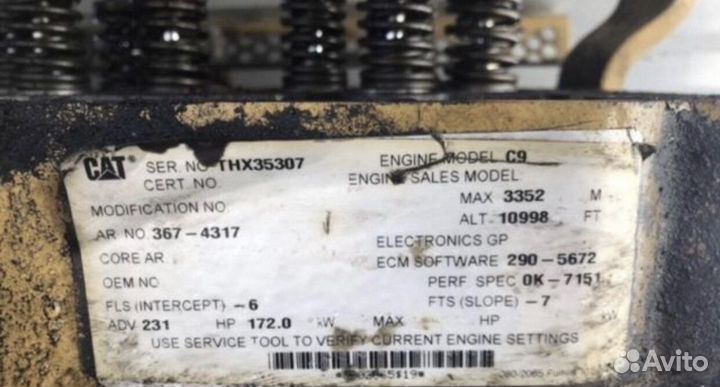 CAT SER. NO. THX35307 ENGINE MODEL C9
CERT. NO. ENGINE SALES MODEL
MODIFICATION NO. MAX 3352 M
ALT. 10998 FT
AR NO. 367-4317 ELECTRONICS GP
CORE AR ECM SOFTWARE 290-5672
OEM NO PERF SPEC 0K-7151
FLS (INTERCEPT) -6 FTS (SLOPE) -7
ADV 231 HP 172.0 kW MAX HP
USE SERVICE TOOL TO VERIFY CURRENT ENGINE SETTINGS
Avito